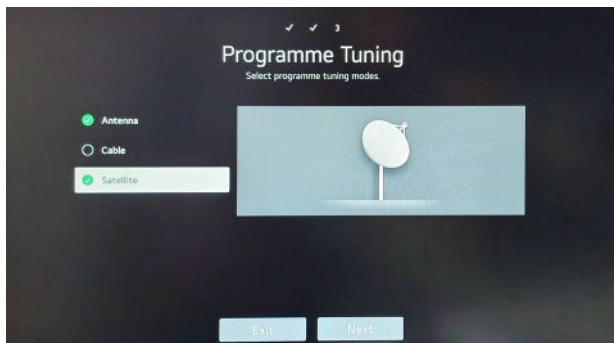 3
Programme Tuning
Select programme tuning modes.
Antenna
Cable
Satellite
Exit
Next